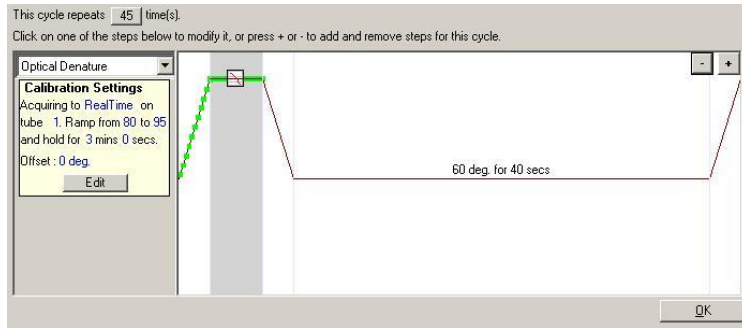 This cycle repeats 45 time(s).
Click on one of the steps below to modify it, or press + or - to add and remove steps for this cycle.
Optical Denature
Calibration Settings
Acquiring to RealTime on
tube 1. Ramp from 80 to 95
and hold for 3 mins 0 secs.
Offset : 0 deg.
Edit
- +
60 deg. for 40 secs
OK